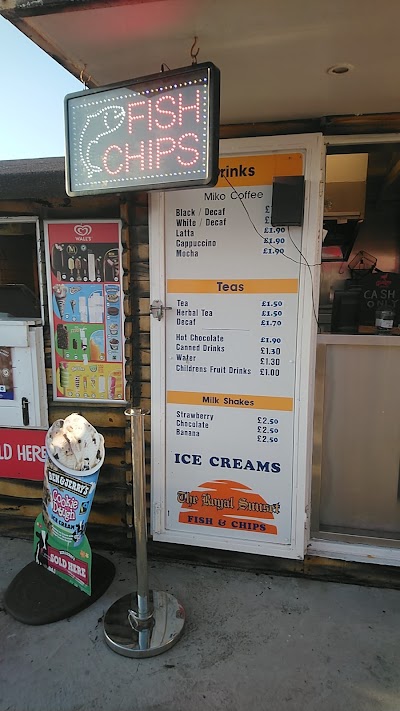 FISH
CHIPS
Drinks
Miko Coffee
Black / Decaf £
White / Decaf £
Latta £1.90
Cappuccino £1.90
Mocha £1.90
Teas
Tea £1.50
Herbal Tea £1.50
Decaf £1.70
Hot Chocolate £1.90
Canned Drinks £1.30
Water £1.30
Childrens Fruit Drinks £1.00
Milk Shakes
Strawberry £2.50
Chocolate £2.50
Banana £2.50
ICE CREAMS
The Royal Sunset
FISH & CHIPS
WALL'S
LD HERE
BEN & JERRY'S
Cookie
Dough
ICE CREAM
SOLD HERE
CASH
ONLY